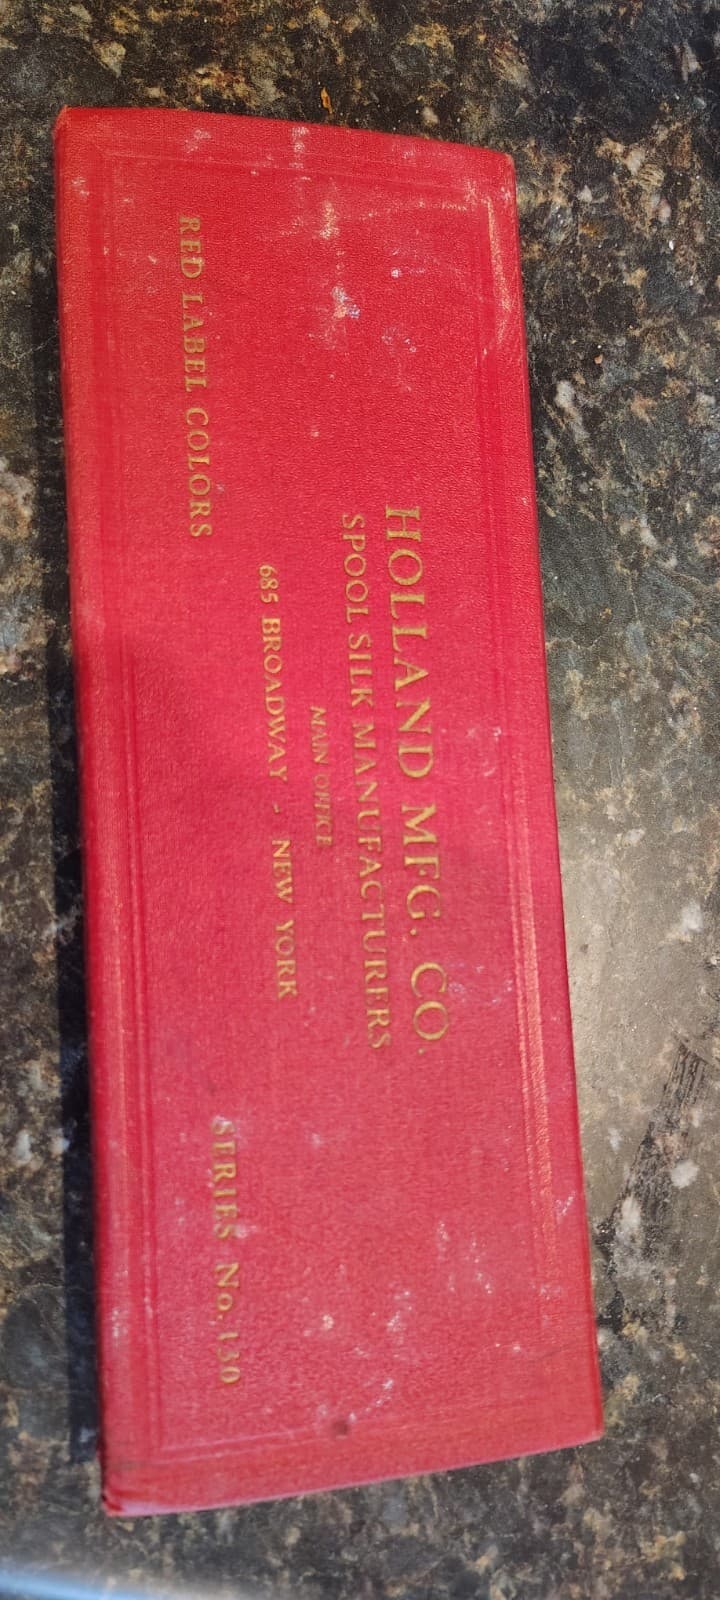 HOLLAND MFG. CO.
SPOOL SILK MANUFACTURERS
MAIN OFFICE
685 BROADWAY - NEW YORK
RED LABEL COLORS
SERIES No. 130